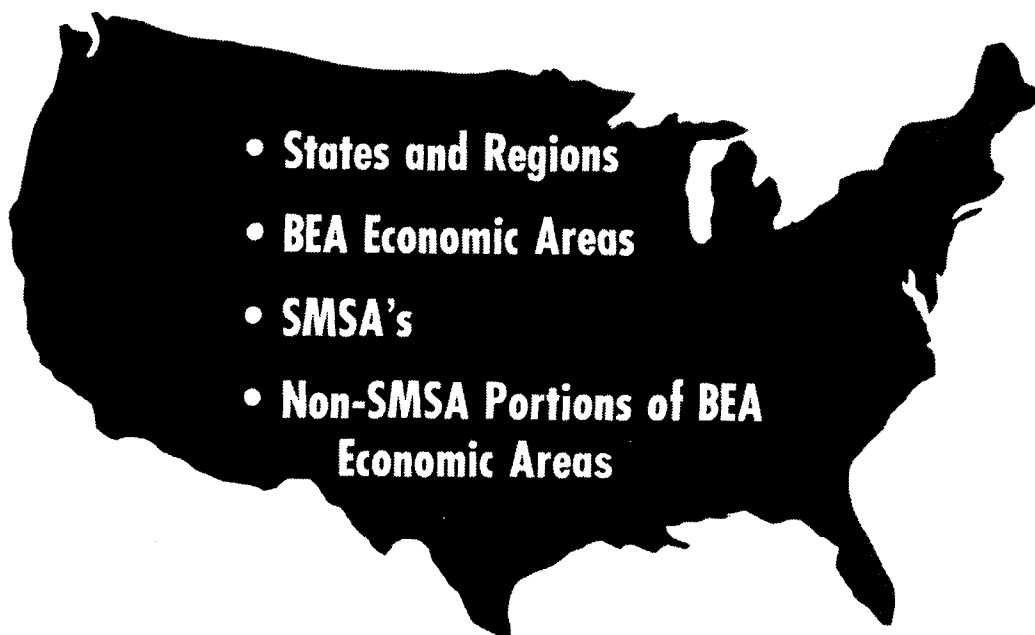 • States and Regions
• BEA Economic Areas
• SMSA's
• Non-SMSA Portions of BEA
Economic Areas